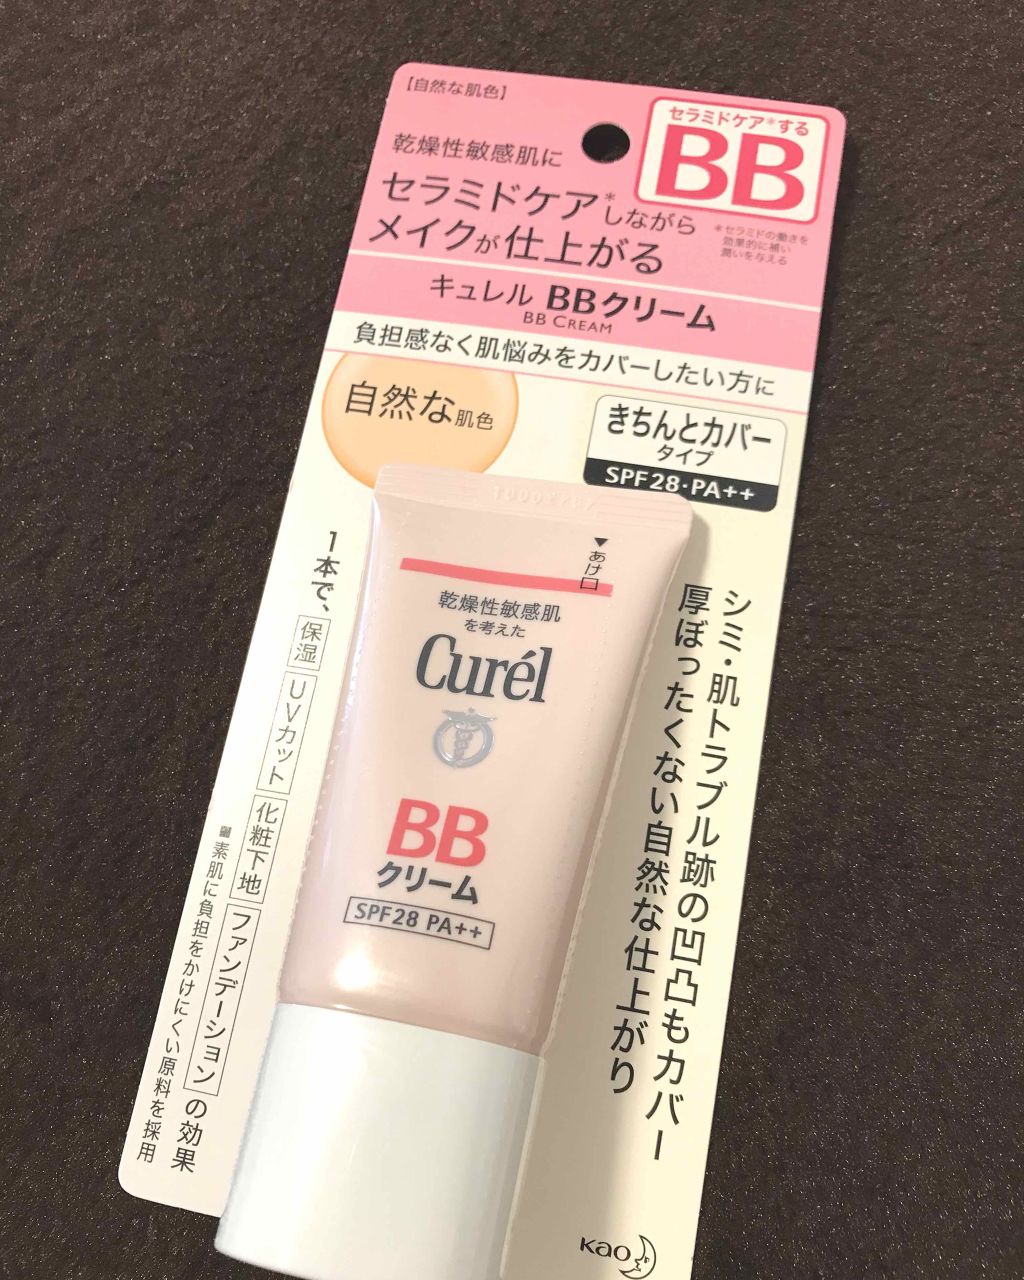 【自然な肌色】
セラミドケア*する
BB
乾燥性敏感肌に
セラミドケア*しながら
メイクが仕上がる
*セラミドの働きを
効果的に補い
潤いを与える
キュレル BBクリーム
BB CREAM
負担感なく肌悩みをカバーしたい方に
自然な肌色
きちんとカバー
タイプ
SPF28・PA++
▼あけ口
乾燥性敏感肌
を考えた
Curél
BB
クリーム
SPF28 PA++
シミ・肌トラブル跡の凹凸もカバー
厚ぼったくない自然な仕上がり
1本で、保湿 UVカット 化粧下地 ファンデーション の効果
素肌に負担をかけにくい原料を採用
Kao